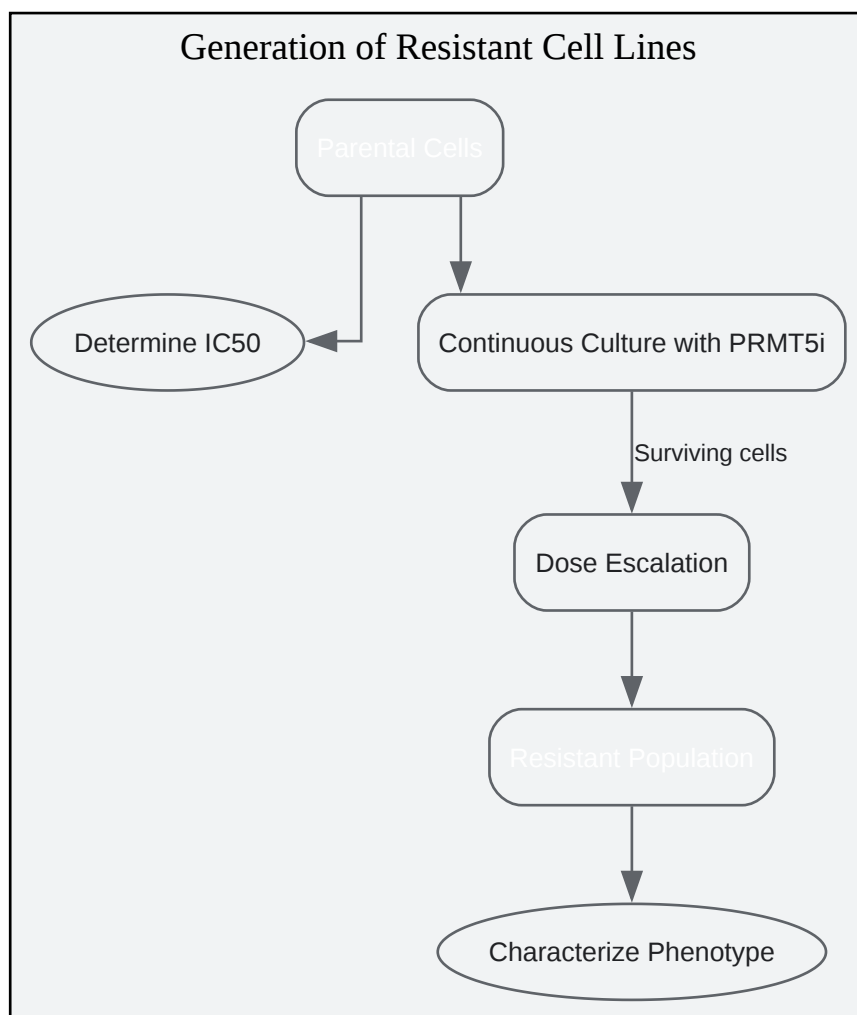 Generation of Resistant Cell Lines
Parental Cells
Determine IC50
Continuous Culture with PRMT5i
Surviving cells
Dose Escalation
Resistant Population
Characterize Phenotype